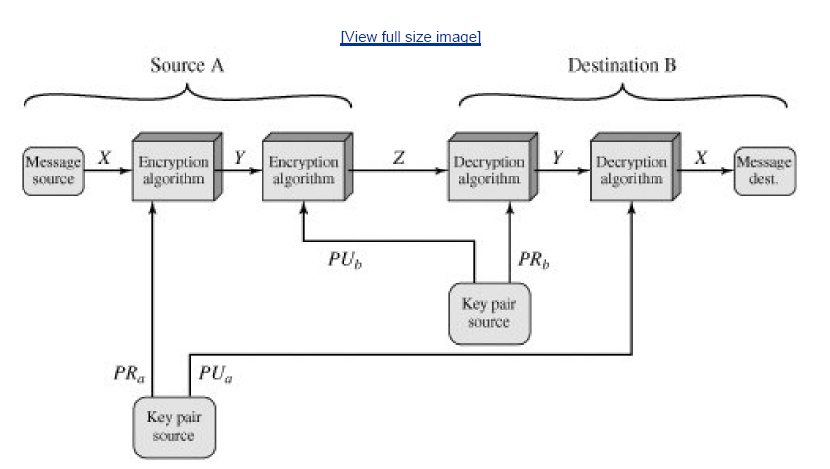 [View full size image]
Source A
Destination B
Message
source
X
Encryption
algorithm
Y
Encryption
algorithm
Z
Decryption
algorithm
Y
Decryption
algorithm
X
Message
dest.
PUb
PRb
Key pair
source
PRa
PUa
Key pair
source